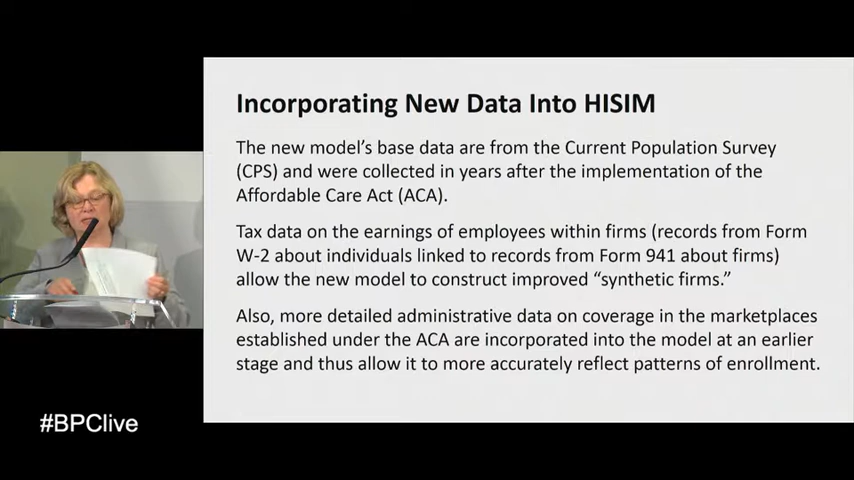 Incorporating New Data Into HISIM
The new model's base data are from the Current Population Survey
(CPS) and were collected in years after the implementation of the
Affordable Care Act (ACA).
Tax data on the earnings of employees within firms (records from Form
W-2 about individuals linked to records from Form 941 about firms)
allow the new model to construct improved “synthetic firms.”
Also, more detailed administrative data on coverage in the marketplaces
established under the ACA are incorporated into the model at an earlier
stage and thus allow it to more accurately reflect patterns of enrollment.
#BPClive